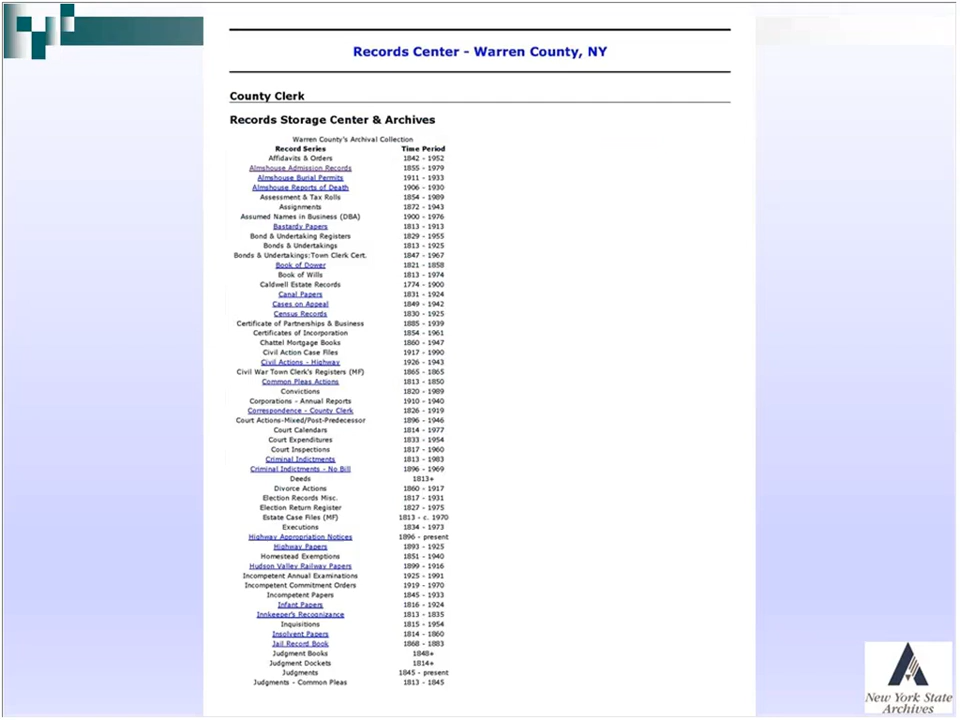 Records Center - Warren County, NY
County Clerk
Records Storage Center & Archives
Warren County's Archival Collection
Record Series Time Period
Affidavits & Orders 1842 - 1952
Almshouse Admission Records 1855 - 1979
Almshouse Burial Permits 1911 - 1933
Almshouse Reports of Death 1906 - 1930
Assessment & Tax Rolls 1854 - 1989
Assignments 1872 - 1943
Assumed Names in Business (DBA) 1900 - 1976
Bastardy Papers 1813 - 1913
Bond & Undertaking Registers 1829 - 1955
Bonds & Undertakings 1813 - 1925
Bonds & Undertakings:Town Clerk Cert. 1847 - 1967
Book of Dower 1821 - 1858
Book of Wills 1813 - 1974
Caldwell Estate Records 1774 - 1900
Canal Papers 1831 - 1924
Cases on Appeal 1849 - 1942
Census Records 1830 - 1925
Certificate of Partnerships & Business 1885 - 1939
Certificates of Incorporation 1854 - 1961
Chattel Mortgage Books 1860 - 1947
Civil Action Case Files 1917 - 1990
Civil Actions - Highway 1926 - 1943
Civil War Town Clerk's Registers (MF) 1865 - 1865
Common Pleas Actions 1813 - 1850
Convictions 1820 - 1989
Corporations - Annual Reports 1910 - 1940
Correspondence - County Clerk 1826 - 1919
Court Actions-Mixed/Post-Predecessor 1896 - 1946
Court Calendars 1814 - 1977
Court Expenditures 1833 - 1954
Court Inspections 1817 - 1960
Criminal Indictments 1813 - 1983
Criminal Indictments - No Bill 1896 - 1969
Deeds 1813+
Divorce Actions 1860 - 1917
Election Records Misc. 1817 - 1931
Election Return Register 1827 - 1975
Estate Case Files (MF) 1813 - c. 1970
Executions 1834 - 1973
Highway Appropriation Notices 1896 - present
Highway Papers 1893 - 1925
Homestead Exemptions 1851 - 1940
Hudson Valley Railway Papers 1899 - 1916
Incompetent Annual Examinations 1925 - 1991
Incompetent Commitment Orders 1919 - 1970
Incompetent Papers 1845 - 1933
Infant Papers 1816 - 1924
Innkeeper's Recognizance 1813 - 1835
Inquisitions 1815 - 1954
Insolvent Papers 1814 - 1860
Jail Record Book 1868 - 1883
Judgment Books 1848+
Judgment Dockets 1814+
Judgments 1845 - present
Judgments - Common Pleas 1813 - 1845
New York State
Archives